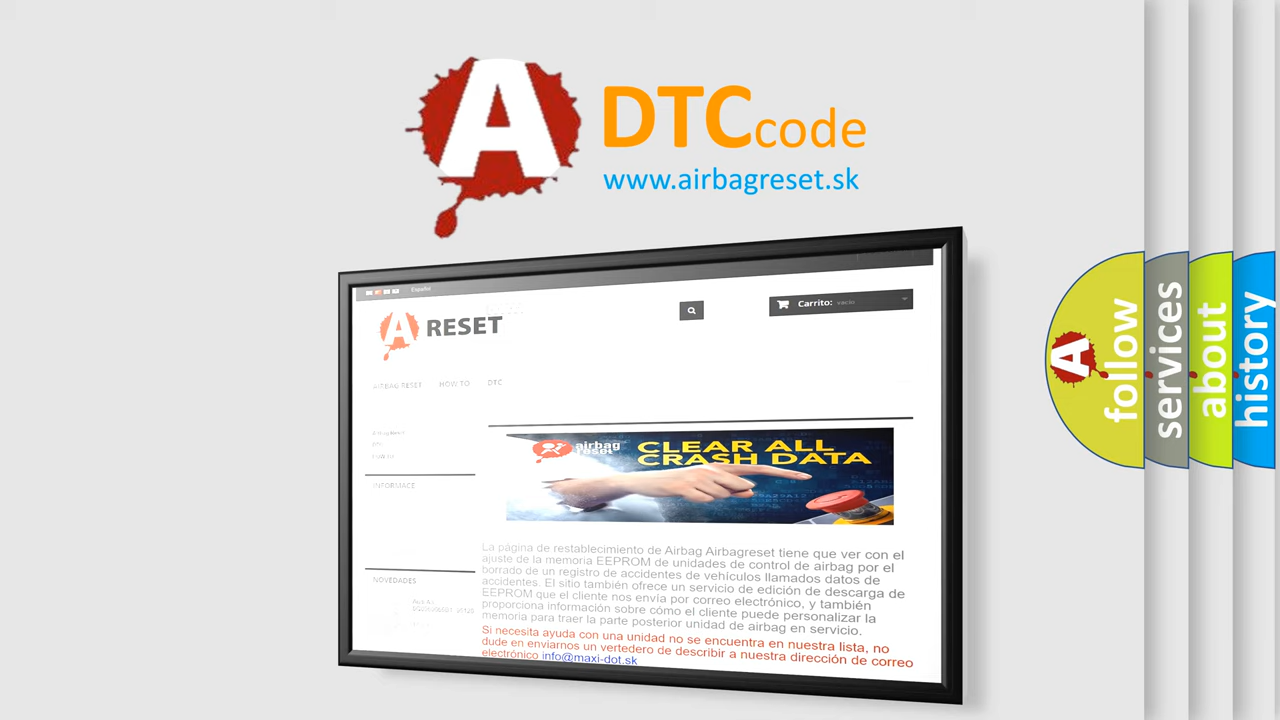 A DTCcode
www.airbagreset.sk
Español
A RESET
Carrito: vacío
AIRBAG RESET HOW TO DTC
INFORMACE
airbag
reset
CLEAR ALL
CRASH DATA
La página de restablecimiento de Airbag Airbagreset tiene que ver con el
ajuste de la memoria EEPROM de unidades de control de airbag por el
borrado de un registro de accidentes de vehículos llamados datos de
accidentes. El sitio también ofrece un servicio de edición de descarga de
EEPROM que el cliente nos envía por correo electrónico, y también
proporciona información sobre cómo el cliente puede personalizar la
memoria para traer la parte posterior unidad de airbag en servicio.
Si necesita ayuda con una unidad no se encuentra en nuestra lista, no
dude en enviarnos un vertedero de describir a nuestra dirección de correo
electrónico info@maxi-dot.sk
NOVEDADES
A follow
services
about
history